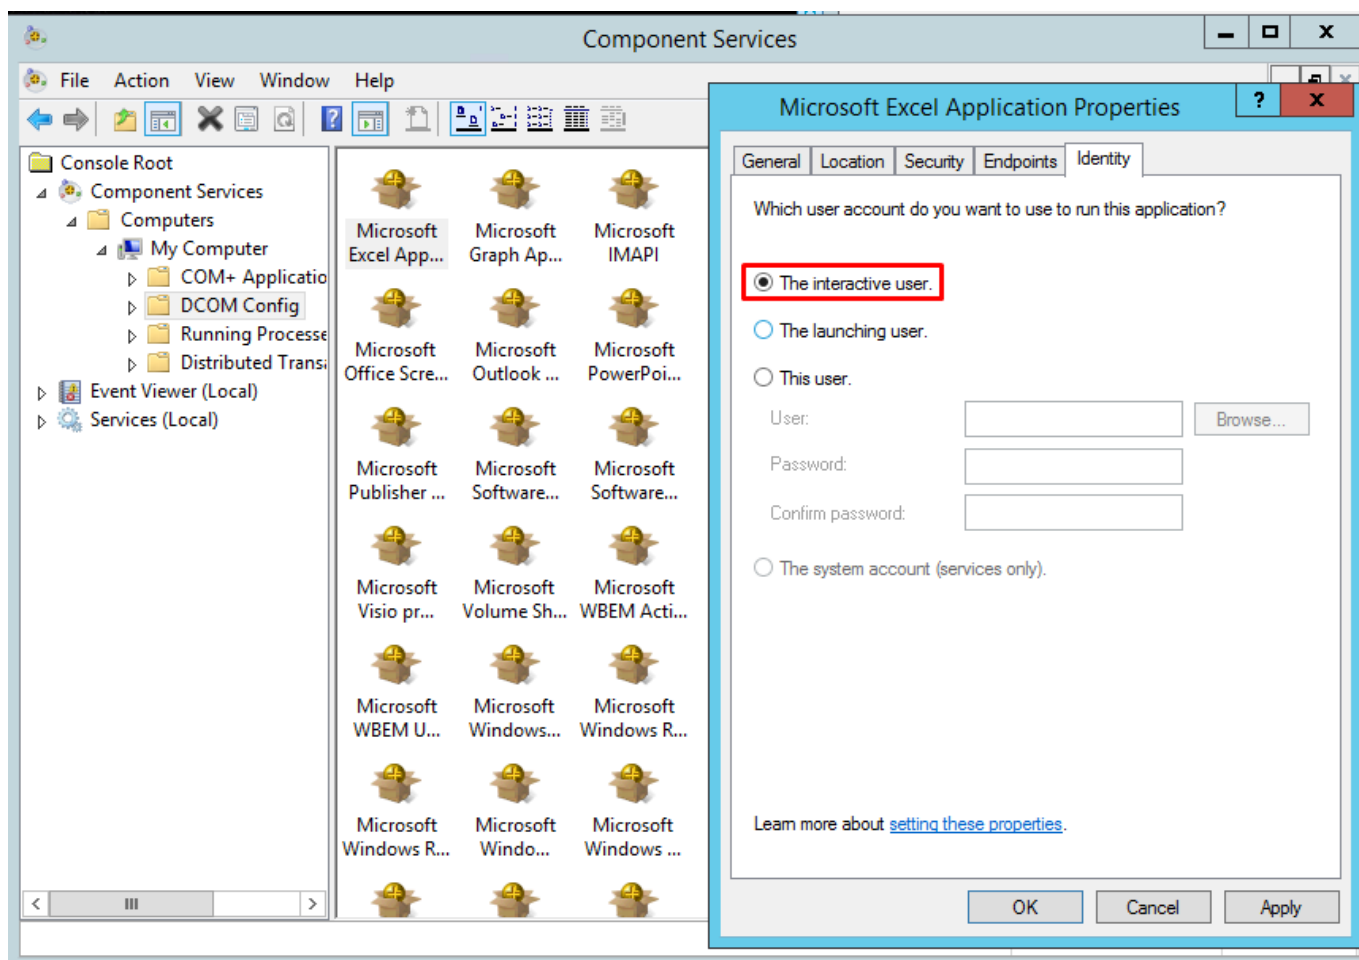 Component Services
File Action View Window Help
Console Root
Component Services
Computers
My Computer
COM+ Applicatio
DCOM Config
Running Processe
Distributed Trans
Event Viewer (Local)
Services (Local)
Microsoft Excel App...
Microsoft Graph Ap...
Microsoft IMAPI
Microsoft Office Scre...
Microsoft Outlook ...
Microsoft PowerPoi...
Microsoft Publisher ...
Microsoft Software...
Microsoft Software...
Microsoft Visio pr...
Microsoft Volume Sh...
Microsoft WBEM Acti...
Microsoft WBEM U...
Microsoft Windows...
Microsoft Windows R...
Microsoft Windows R...
Microsoft Windo...
Microsoft Windows ...
Microsoft Excel Application Properties
General Location Security Endpoints Identity
Which user account do you want to use to run this application?
The interactive user.
The launching user.
This user.
User:
Browse...
Password:
Confirm password:
The system account (services only).
Learn more about setting these properties.
OK Cancel Apply